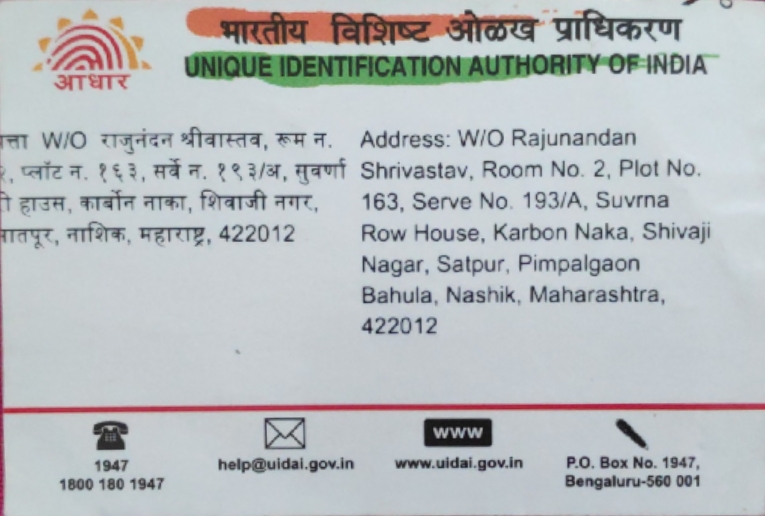 आधार
भारतीय विशिष्ट ओळख प्राधिकरण
UNIQUE IDENTIFICATION AUTHORITY OF INDIA
त्ता W/O राजुनंदन श्रीवास्तव, रूम न.
२, प्लॉट न. १६३, सर्वे न. १९३/अ, सुवर्णा
हाउस, कार्बोन नाका, शिवाजी नगर,
ातपूर, नाशिक, महाराष्ट्र, 422012
Address: W/O Rajunandan
Shrivastav, Room No. 2, Plot No.
163, Serve No. 193/A, Suvrna
Row House, Karbon Naka, Shivaji
Nagar, Satpur, Pimpalgaon
Bahula, Nashik, Maharashtra,
422012
1947
1800 180 1947
help@uidai.gov.in
WWW
www.uidai.gov.in
P.O. Box No. 1947,
Bengaluru-560 001